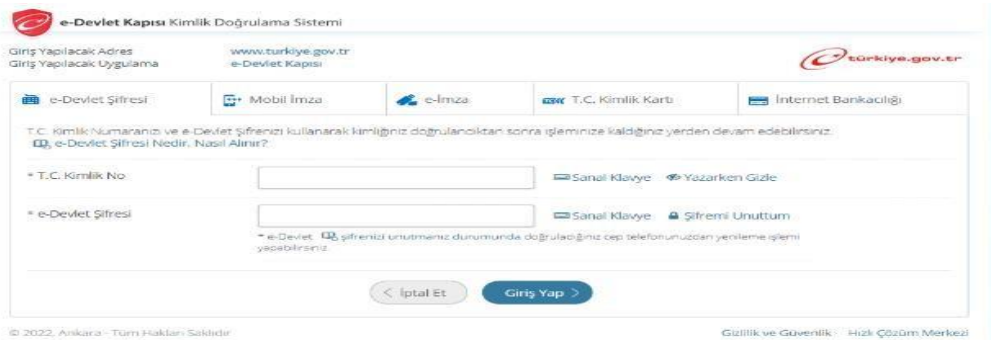 e-Devlet Kapısı Kimlik Doğrulama Sistemi
Giriş Yapılacak Adres www.turkiye.gov.tr
Giriş Yapılacak Uygulama e-Devlet Kapısı
türkiye.gov.tr
e-Devlet Şifresi Mobil İmza e-İmza T.C. Kimlik Kartı İnternet Bankacılığı
T.C. Kimlik Numaranızı ve e-Devlet Şifrenizi kullanarak kimliğiniz doğrulandıktan sonra işleminize kaldığınız yerden devam edebilirsiniz.
e-Devlet Şifresi Nedir, Nasıl Alınır?
* T.C. Kimlik No Sanal Klavye Yazarken Gizle
* e-Devlet Şifresi Sanal Klavye Şifremi Unuttum
* e-Devlet şifrenizi unutmanız durumunda doğruladığınız cep telefonunuzdan yenileme işlemi
yapabilirsiniz.
< İptal Et Giriş Yap >
© 2022, Ankara - Tüm Hakları Saklıdır Gizlilik ve Güvenlik Hızlı Çözüm Merkezi